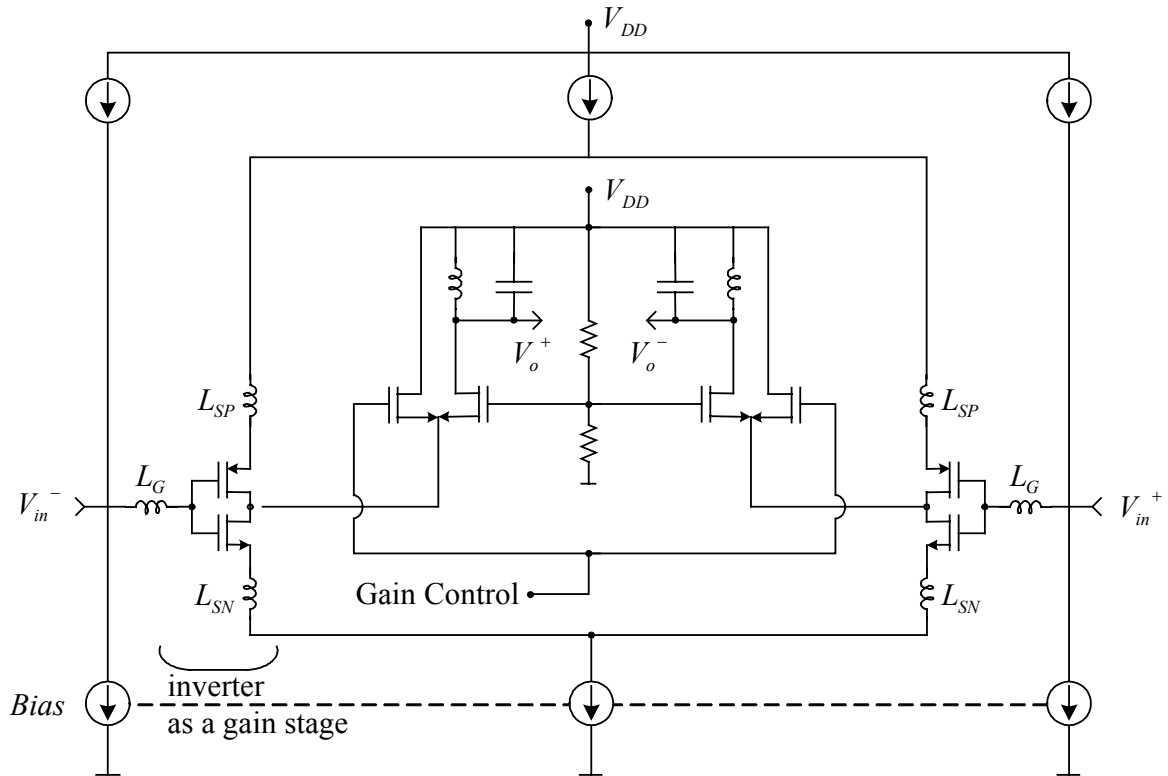 V_DD
V_DD
V_o^+
V_o^-
L_SP
L_SP
L_G
L_G
V_in^-
V_in^+
L_SN
L_SN
Gain Control
inverter
as a gain stage
Bias